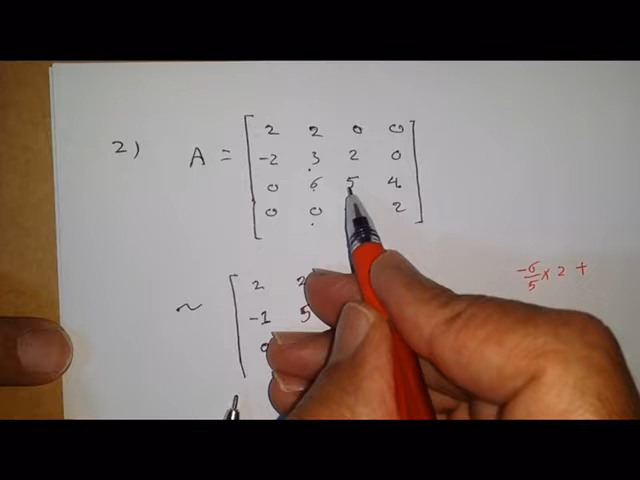 2) A = [ 2 2 0 0
-2 3 2 0
0 6 5 4
0 0 2 ]
-6/5 × 2 +
~ [ 2 2
-1 5
0